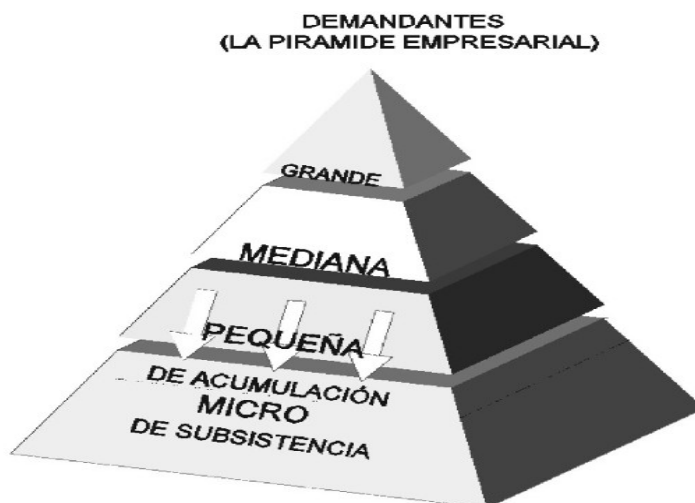 DEMANDANTES
(LA PIRAMIDE EMPRESARIAL)
GRANDE
MEDIANA
PEQUEÑA
DE ACUMULACIÓN
MICRO
DE SUBSISTENCIA